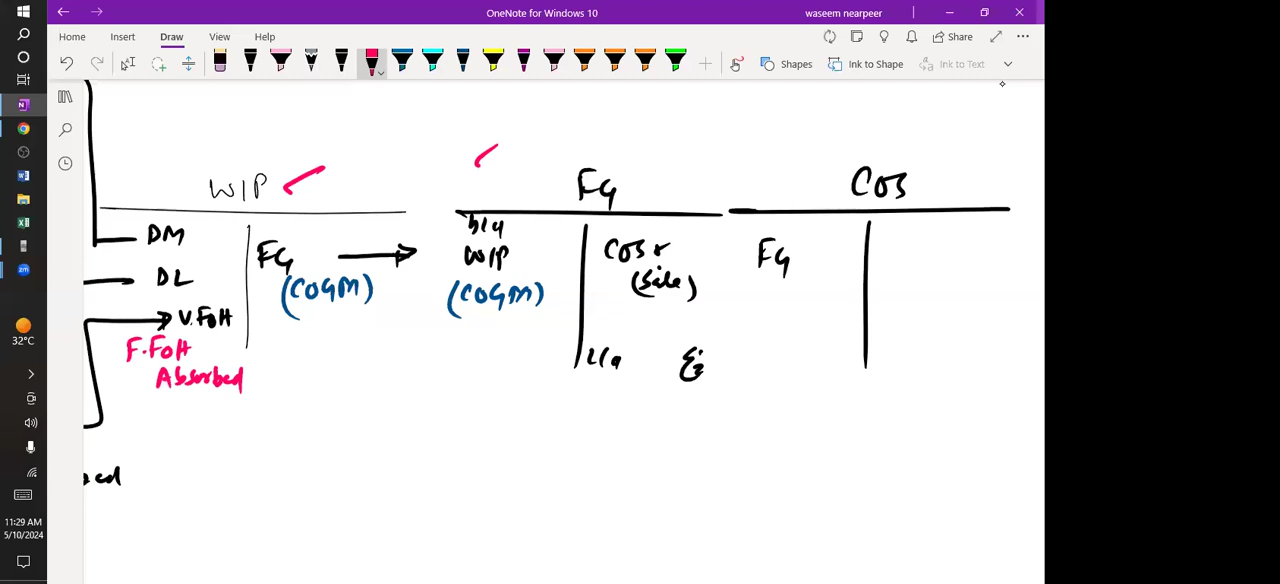 OneNote for Windows 10
waseem nearpeer
Home
Insert
Draw
View
Help
Share
Shapes
Ink to Shape
Ink to Text
WIP
FG
COS
DM
DL
V.FOH
F.FOH
Absorbed
FG
(COGM)
WIP
(COGM)
COS
(Sale)
FG
32°C
11:29 AM
5/10/2024